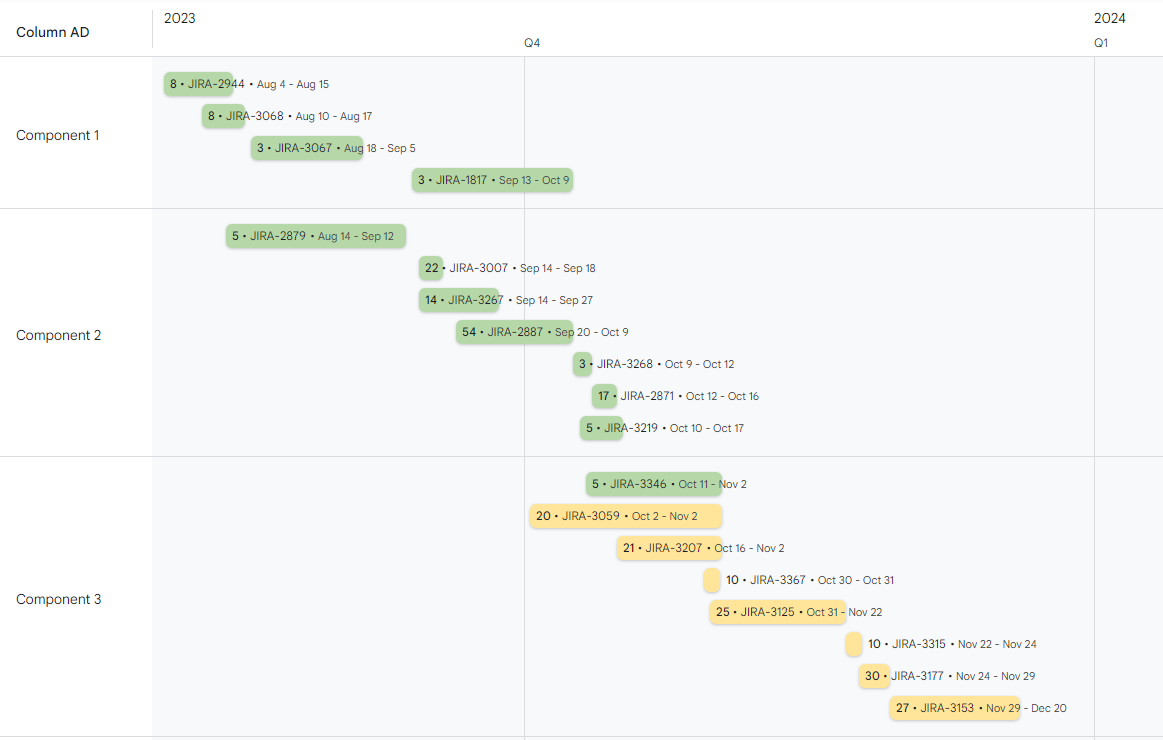 Column AD
2023
2024
Q4
Q1
Component 1
8 • JIRA-2944 • Aug 4 - Aug 15
8 • JIRA-3068 • Aug 10 - Aug 17
3 • JIRA-3067 • Aug 18 - Sep 5
3 • JIRA-1817 • Sep 13 - Oct 9
Component 2
5 • JIRA-2879 • Aug 14 - Sep 12
22 • JIRA-3007 • Sep 14 - Sep 18
14 • JIRA-3267 • Sep 14 - Sep 27
54 • JIRA-2887 • Sep 20 - Oct 9
3 • JIRA-3268 • Oct 9 - Oct 12
17 • JIRA-2871 • Oct 12 - Oct 16
5 • JIRA-3219 • Oct 10 - Oct 17
Component 3
5 • JIRA-3346 • Oct 11 - Nov 2
20 • JIRA-3059 • Oct 2 - Nov 2
21 • JIRA-3207 • Oct 16 - Nov 2
10 • JIRA-3367 • Oct 30 - Oct 31
25 • JIRA-3125 • Oct 31 - Nov 22
10 • JIRA-3315 • Nov 22 - Nov 24
30 • JIRA-3177 • Nov 24 - Nov 29
27 • JIRA-3153 • Nov 29 - Dec 20